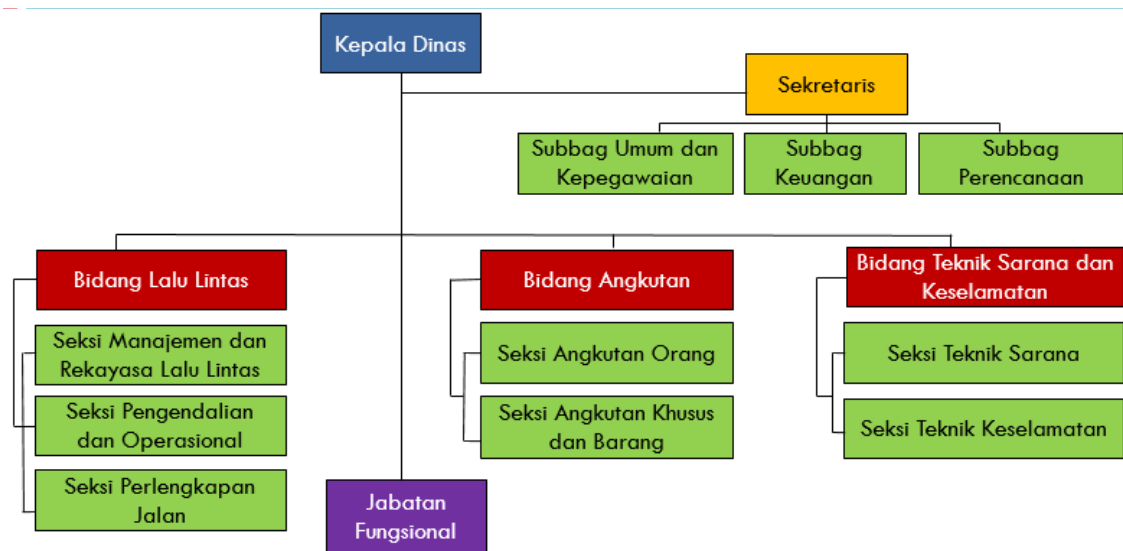 Kepala Dinas
Sekretaris
Subbag Umum dan
Kepegawaian
Subbag
Keuangan
Subbag
Perencanaan
Bidang Lalu Lintas
Seksi Manajemen dan
Rekayasa Lalu Lintas
Seksi Pengendalian
dan Operasional
Seksi Perlengkapan
Jalan
Bidang Angkutan
Seksi Angkutan Orang
Seksi Angkutan Khusus
dan Barang
Bidang Teknik Sarana dan
Keselamatan
Seksi Teknik Sarana
Seksi Teknik Keselamatan
Jabatan
Fungsional